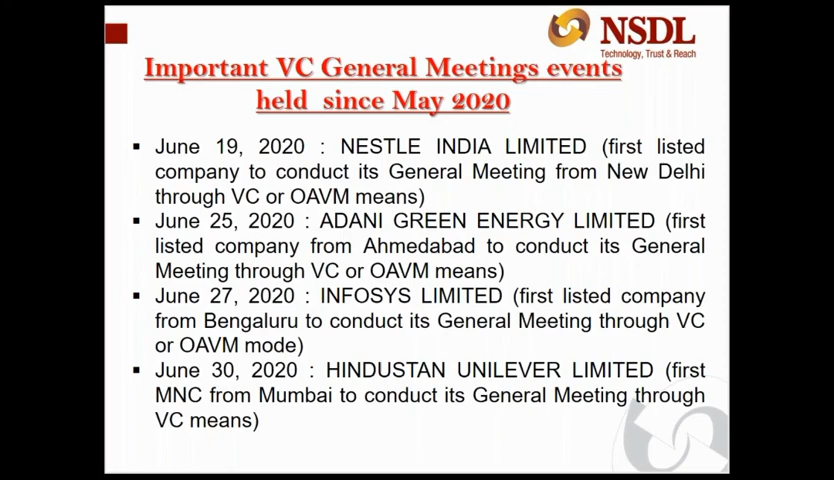 NSDL
Technology, Trust & Reach
Important VC General Meetings events
held since May 2020
▪ June 19, 2020 : NESTLE INDIA LIMITED (first listed
company to conduct its General Meeting from New Delhi
through VC or OAVM means)
▪ June 25, 2020 : ADANI GREEN ENERGY LIMITED (first
listed company from Ahmedabad to conduct its General
Meeting through VC or OAVM means)
▪ June 27, 2020 : INFOSYS LIMITED (first listed company
from Bengaluru to conduct its General Meeting through VC
or OAVM mode)
▪ June 30, 2020 : HINDUSTAN UNILEVER LIMITED (first
MNC from Mumbai to conduct its General Meeting through
VC means)